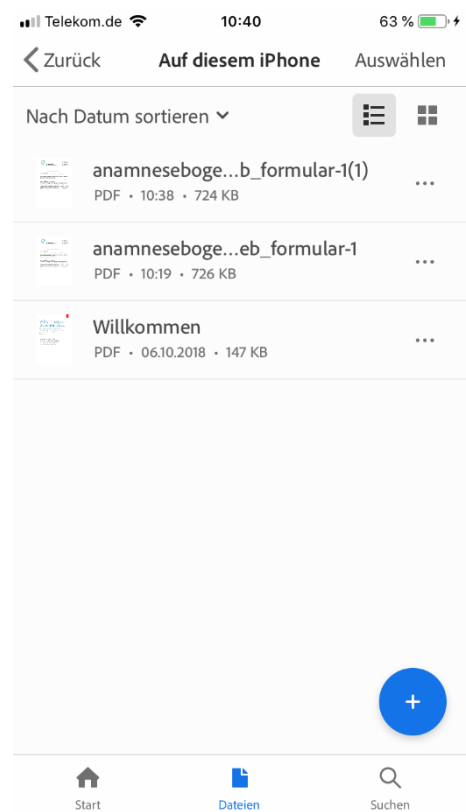 Telekom.de 10:40 63 %
Zurück Auf diesem iPhone Auswählen
Nach Datum sortieren
anamneseboge...b_formular-1(1)
PDF • 10:38 • 724 KB
anamneseboge...eb_formular-1
PDF • 10:19 • 726 KB
Willkommen
PDF • 06.10.2018 • 147 KB
Start Dateien Suchen